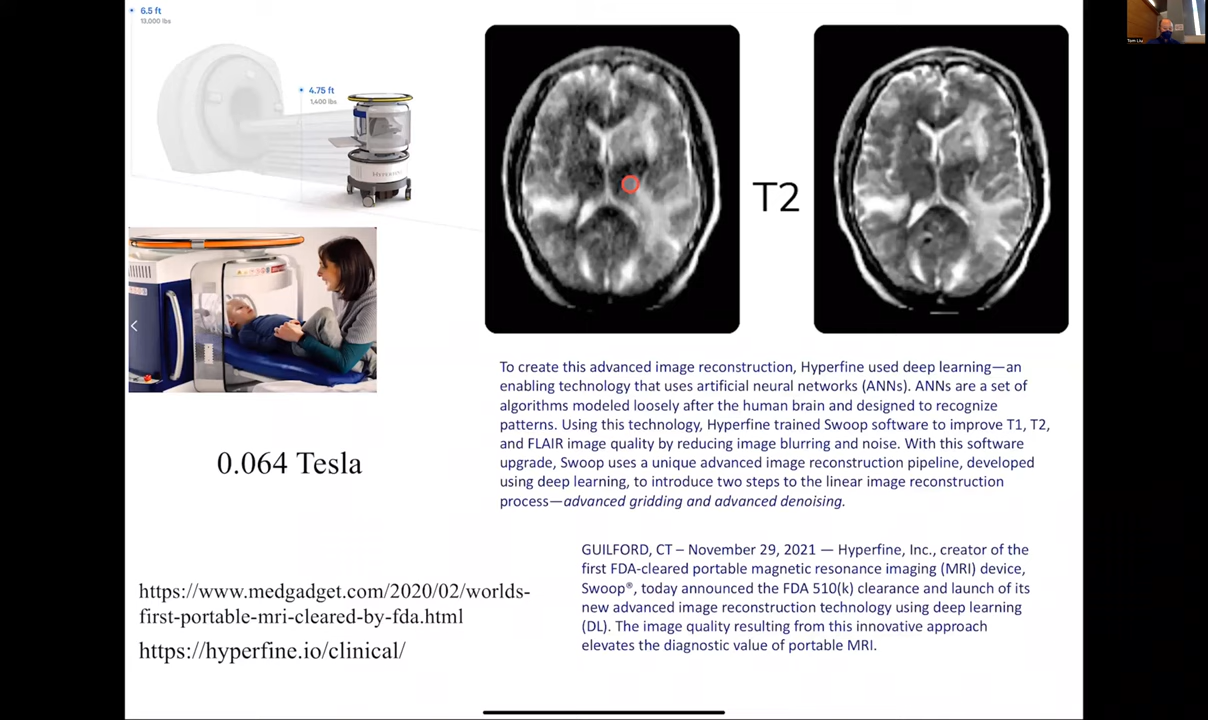 6.5 ft
13,000 lbs
4.75 ft
1,400 lbs
HYPERFINE
T2
Tom Liu
To create this advanced image reconstruction, Hyperfine used deep learning—an
enabling technology that uses artificial neural networks (ANNs). ANNs are a set of
algorithms modeled loosely after the human brain and designed to recognize
patterns. Using this technology, Hyperfine trained Swoop software to improve T1, T2,
and FLAIR image quality by reducing image blurring and noise. With this software
upgrade, Swoop uses a unique advanced image reconstruction pipeline, developed
using deep learning, to introduce two steps to the linear image reconstruction
process—advanced gridding and advanced denoising.
0.064 Tesla
GUILFORD, CT – November 29, 2021 — Hyperfine, Inc., creator of the
first FDA-cleared portable magnetic resonance imaging (MRI) device,
Swoop®, today announced the FDA 510(k) clearance and launch of its
new advanced image reconstruction technology using deep learning
(DL). The image quality resulting from this innovative approach
elevates the diagnostic value of portable MRI.
https://www.medgadget.com/2020/02/worlds-
first-portable-mri-cleared-by-fda.html
https://hyperfine.io/clinical/